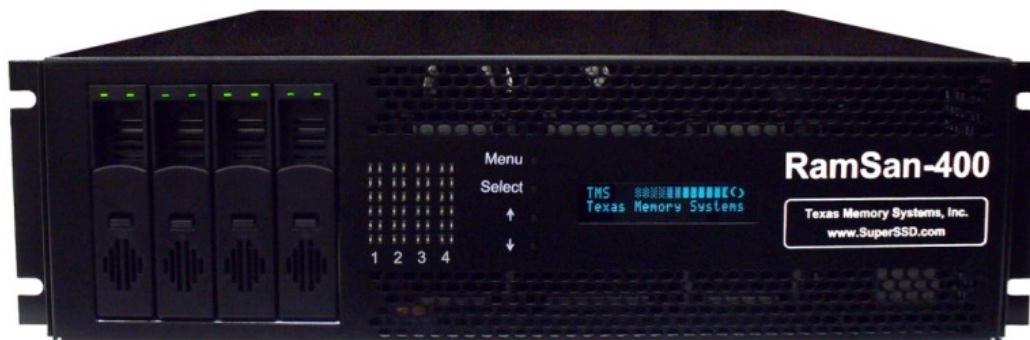 Menu
Select
↑
↓
1 2 3 4
TMS
Texas Memory Systems
RamSan-400
Texas Memory Systems, Inc.
www.SuperSSD.com